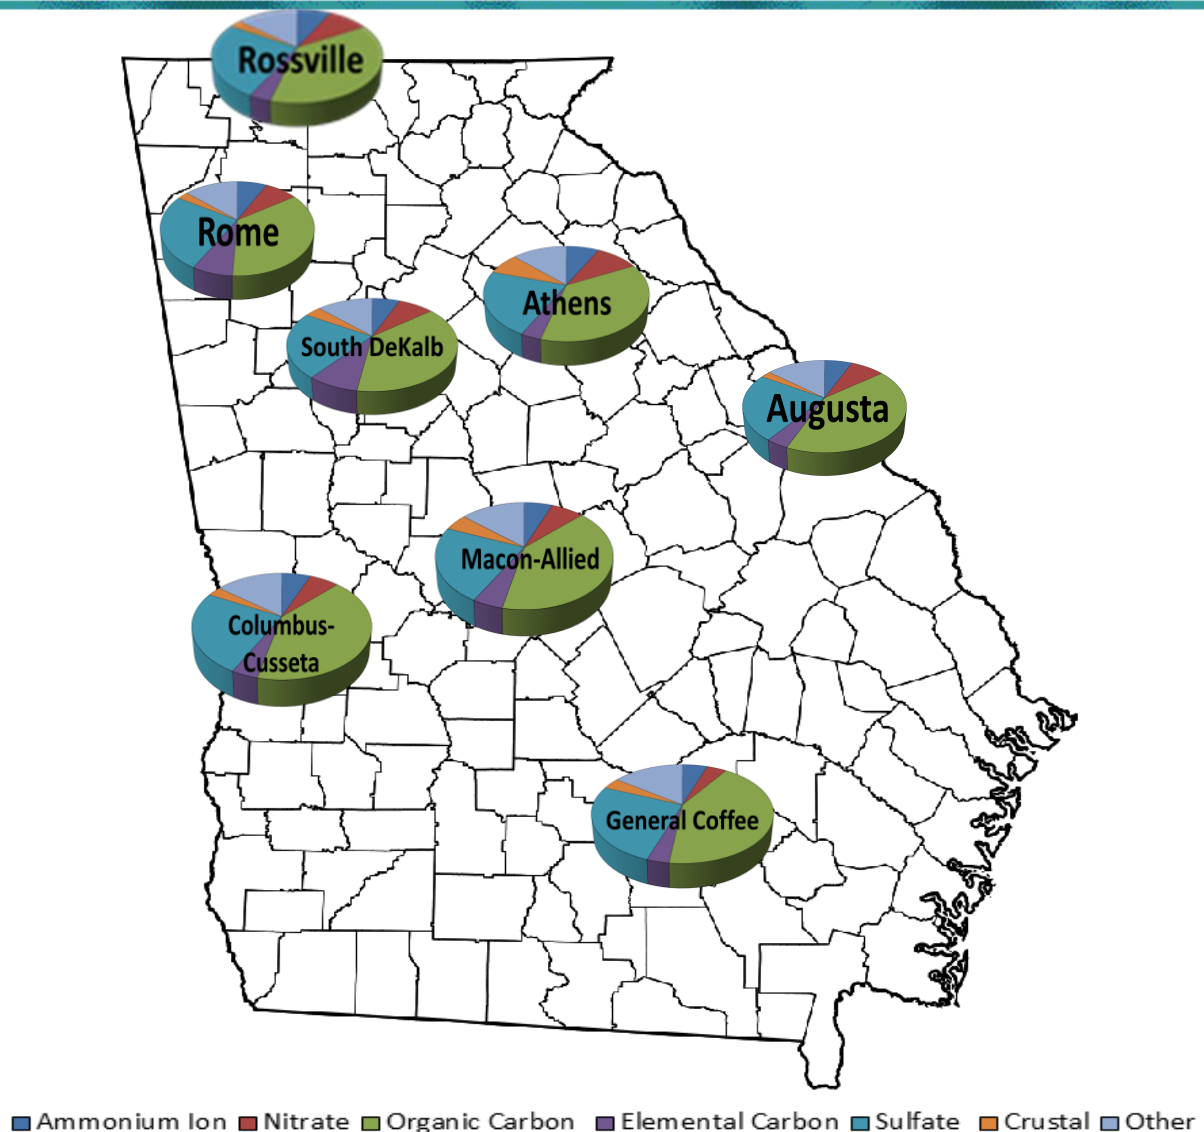 Rossville
Rome
Athens
South DeKalb
Augusta
Macon-Allied
Columbus-
Cusseta
General Coffee
Ammonium Ion Nitrate Organic Carbon Elemental Carbon Sulfate Crustal Other